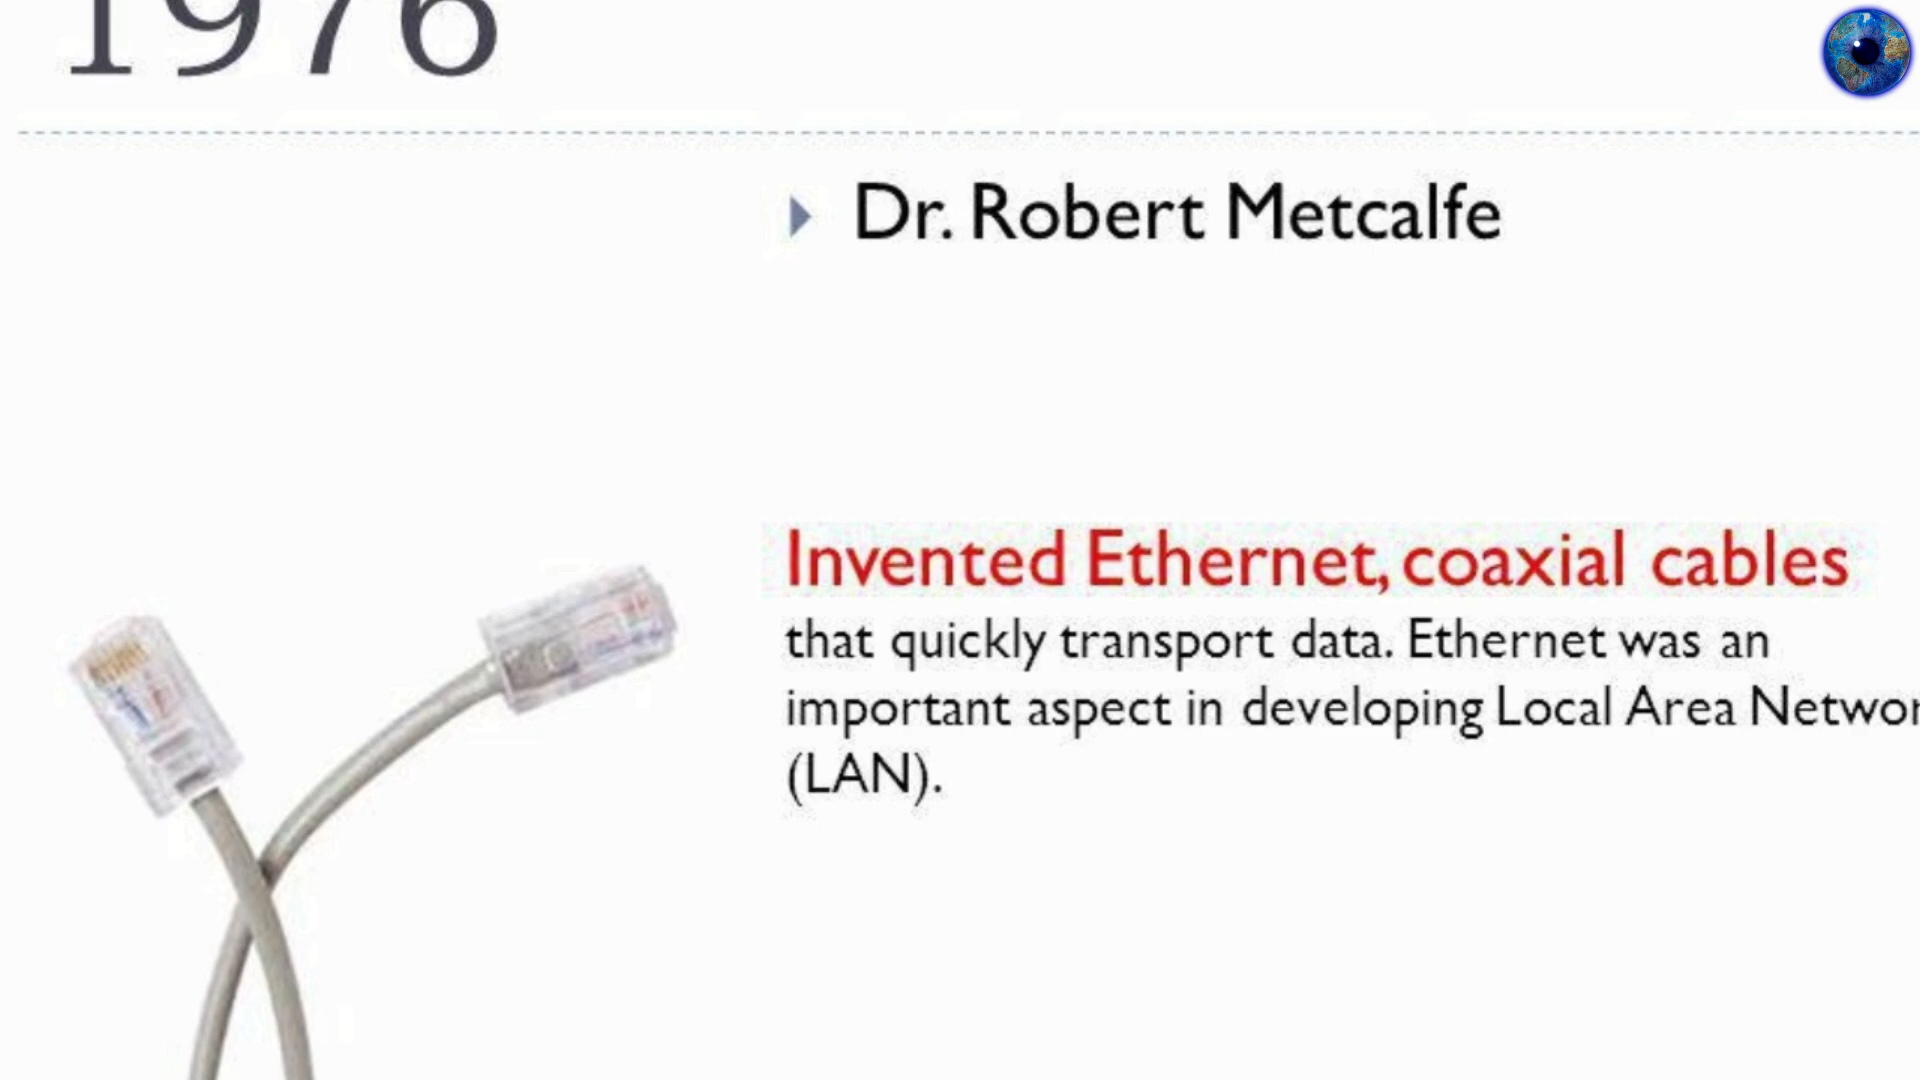 1976
Dr. Robert Metcalfe
Invented Ethernet, coaxial cables
that quickly transport data. Ethernet was an
important aspect in developing Local Area
(LAN).